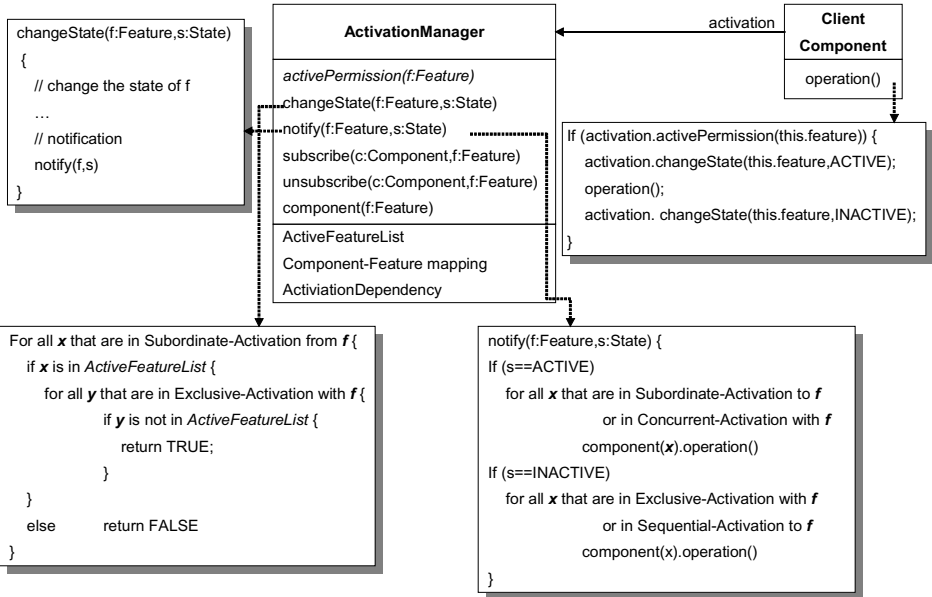 changeState(f:Feature,s:State)
{
// change the state of f
…
// notification
notify(f,s)
}
ActivationManager
activePermission(f:Feature)
changeState(f:Feature,s:State)
notify(f:Feature,s:State)
subscribe(c:Component,f:Feature)
unsubscribe(c:Component,f:Feature)
component(f:Feature)
ActiveFeatureList
Component-Feature mapping
ActiviationDependency
activation
Client
Component
operation()
If (activation.activePermission(this.feature)) {
activation.changeState(this.feature,ACTIVE);
operation();
activation. changeState(this.feature,INACTIVE);
}
For all x that are in Subordinate-Activation from f {
if x is in ActiveFeatureList {
for all y that are in Exclusive-Activation with f {
if y is not in ActiveFeatureList {
return TRUE;
}
}
else return FALSE
}
notify(f:Feature,s:State) {
If (s==ACTIVE)
for all x that are in Subordinate-Activation to f
or in Concurrent-Activation with f
component(x).operation()
If (s==INACTIVE)
for all x that are in Exclusive-Activation with f
or in Sequential-Activation to f
component(x).operation()
}